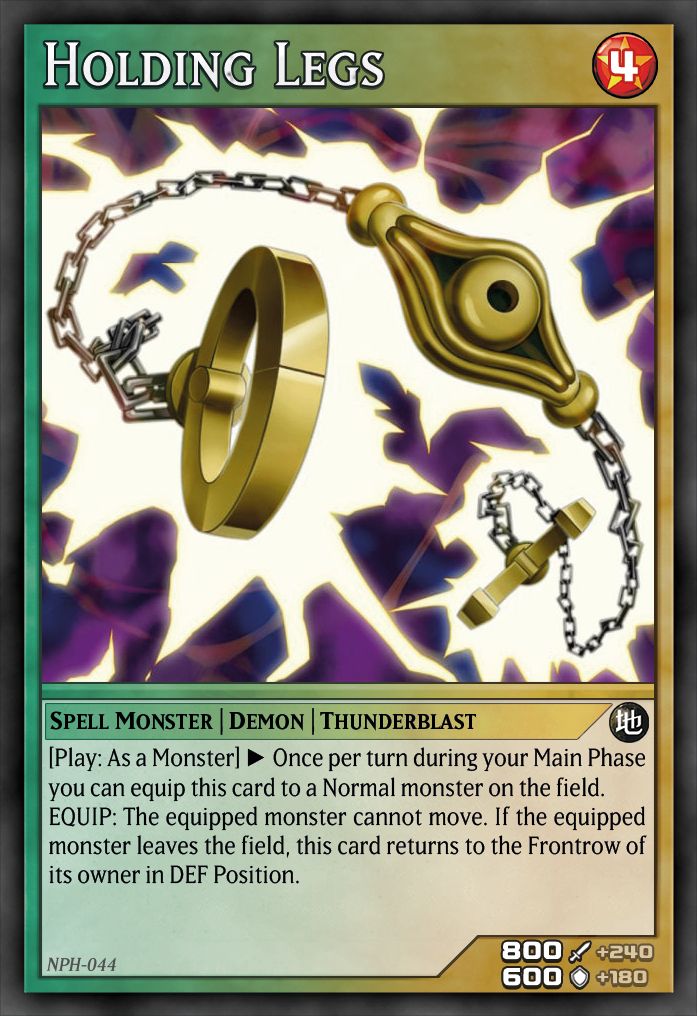 Holding Legs
4
Spell Monster | Demon | Thunderblast
地
[Play: As a Monster] ► Once per turn during your Main Phase
you can equip this card to a Normal monster on the field.
EQUIP: The equipped monster cannot move. If the equipped
monster leaves the field, this card returns to the Frontrow of
its owner in DEF Position.
800 +240
600 +180
NPH-044